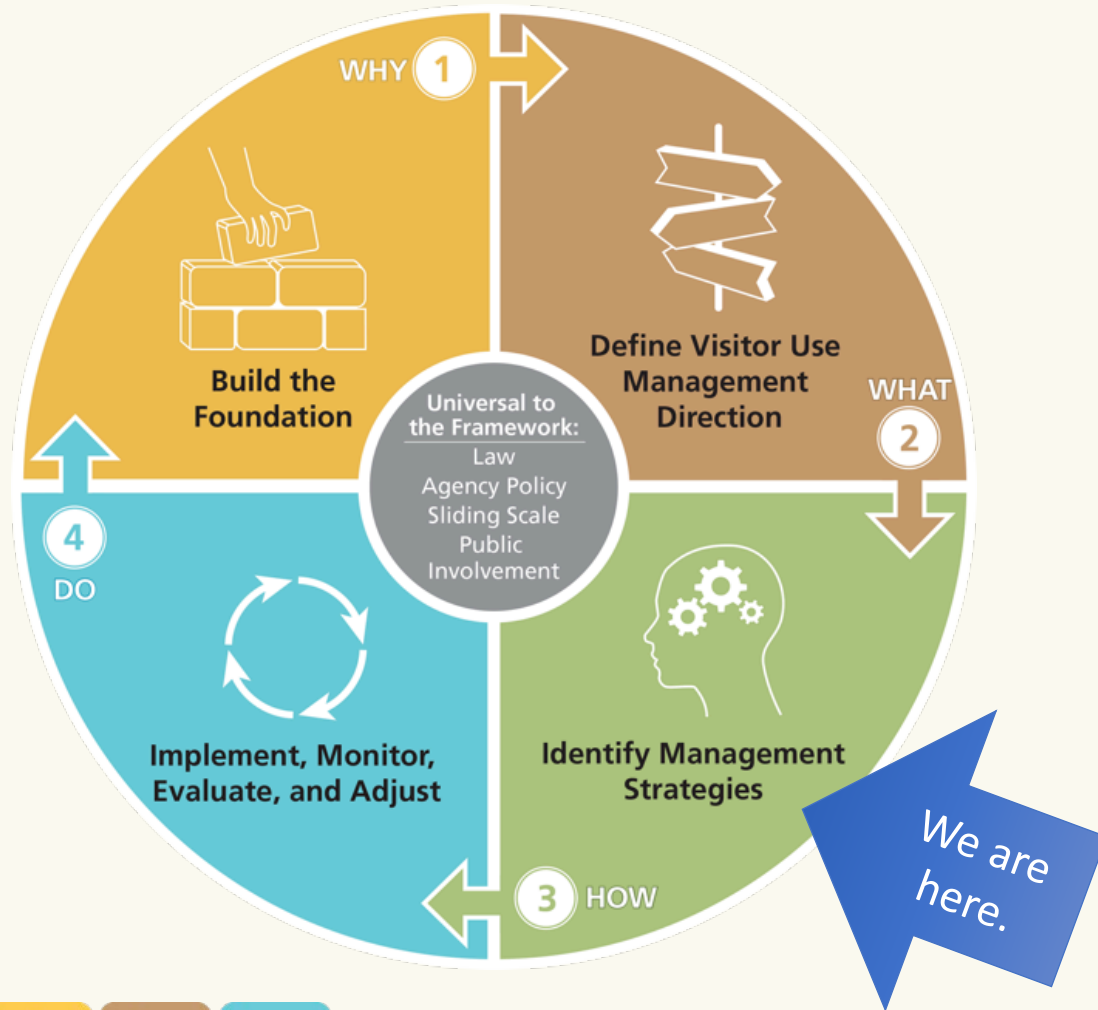 WHY 1
Build the
Foundation
Define Visitor Use
Management
Direction
WHAT
2
Universal to
the Framework:
Law
Agency Policy
Sliding Scale
Public
Involvement
4
DO
Implement, Monitor,
Evaluate, and Adjust
Identify Management
Strategies
3 HOW
We are
here.